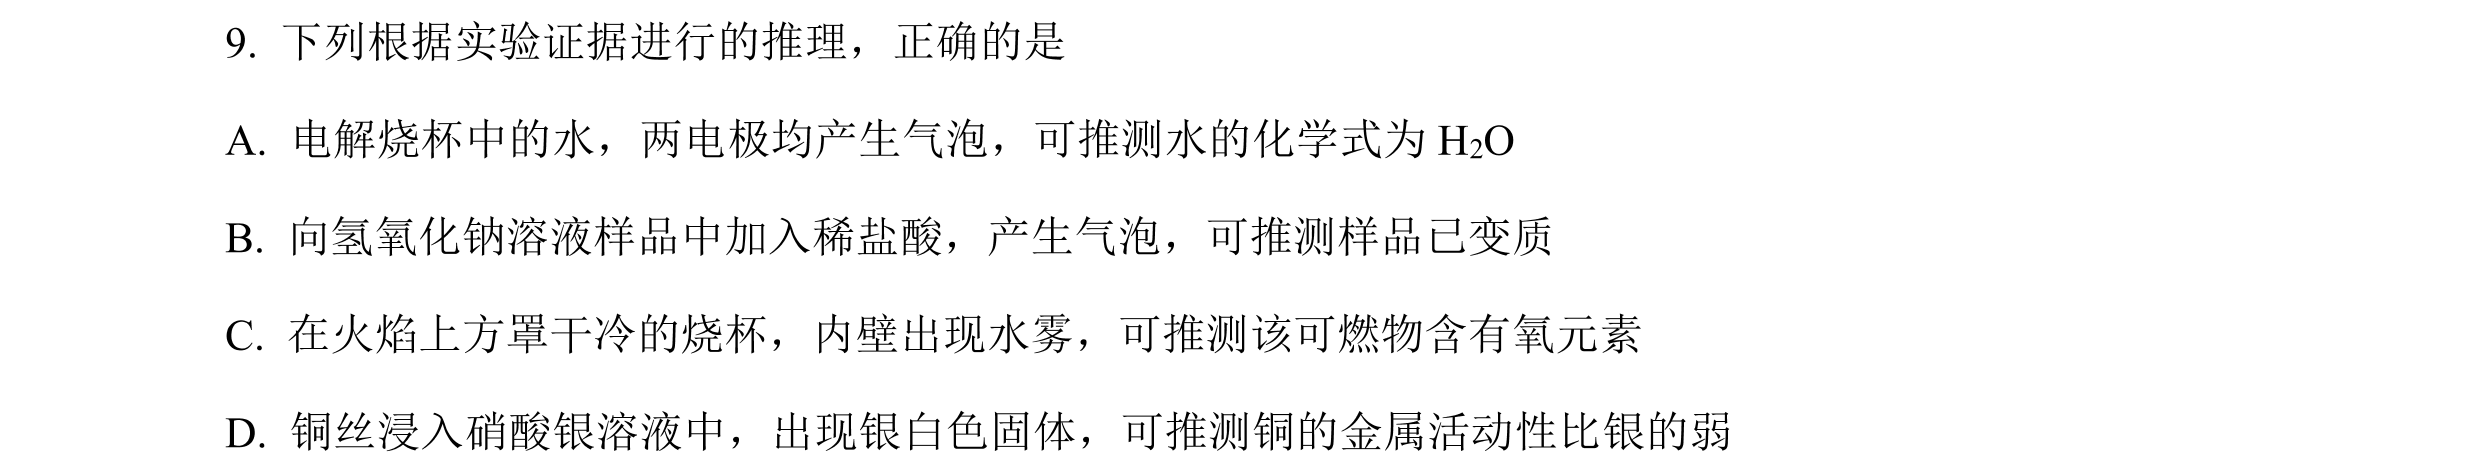 9. 下列根据实验证据进行的推理，正确的是
A. 电解烧杯中的水，两电极均产生气泡，可推测水的化学式为 H₂O
B. 向氢氧化钠溶液样品中加入稀盐酸，产生气泡，可推测样品已变质
C. 在火焰上方罩干冷的烧杯，内壁出现水雾，可推测该可燃物含有氧元素
D. 铜丝浸入硝酸银溶液中，出现银白色固体，可推测铜的金属活动性比银的弱